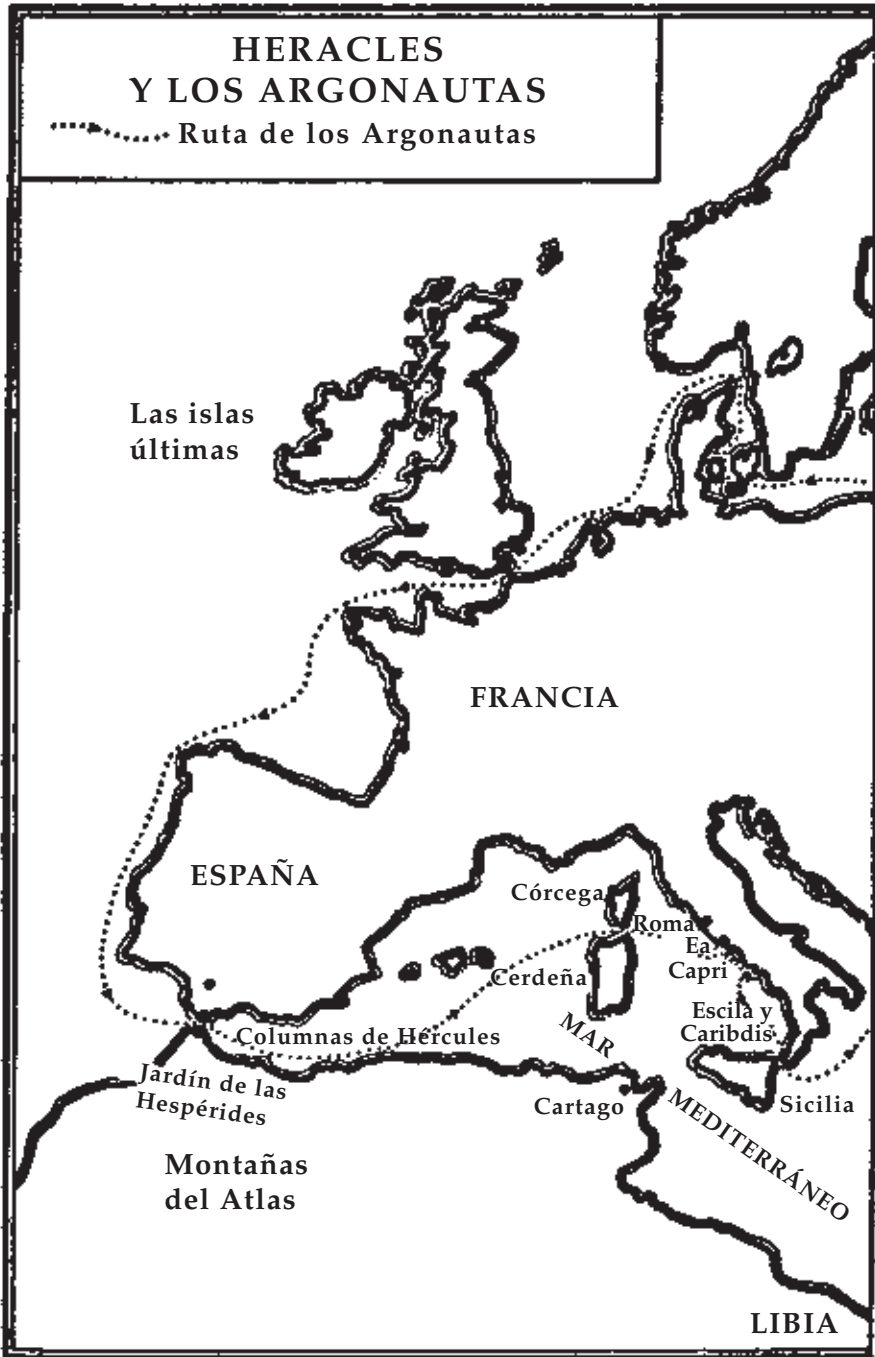 HERACLES
Y LOS ARGONAUTAS
Ruta de los Argonautas
Las islas
últimas
FRANCIA
ESPAÑA
Córcega
Roma
Ea
Capri
Cerdeña
Escila y
Caribdis
MAR
Columnas de Hercules
Jardín de las
Hespérides
Cartago
MEDITERRÁNEO
Sicilia
Montañas
del Atlas
LIBIA